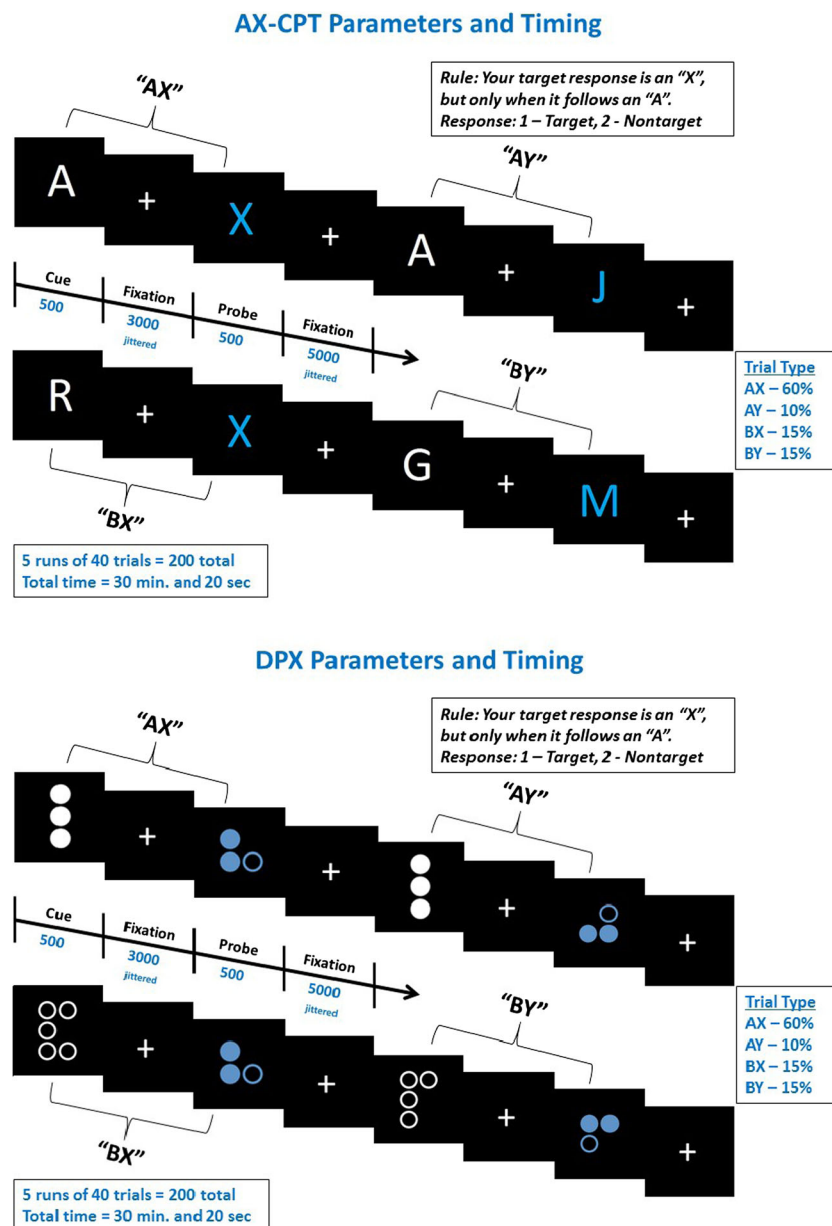 AX-CPT Parameters and Timing
"AX"
Rule: Your target response is an "X",
but only when it follows an "A".
Response: 1 – Target, 2 - Nontarget
"AY"
A
+
X
+
A
+
J
+
Cue
500
Fixation
3000
jittered
Probe
500
Fixation
5000
jittered
Trial Type
AX – 60%
AY – 10%
BX – 15%
BY – 15%
"BY"
R
+
X
+
G
+
M
+
"BX"
5 runs of 40 trials = 200 total
Total time = 30 min. and 20 sec
DPX Parameters and Timing
"AX"
Rule: Your target response is an "X",
but only when it follows an "A".
Response: 1 – Target, 2 - Nontarget
"AY"
+
+
+
+
Cue
500
Fixation
3000
jittered
Probe
500
Fixation
5000
jittered
Trial Type
AX – 60%
AY – 10%
BX – 15%
BY – 15%
"BY"
+
+
+
+
"BX"
5 runs of 40 trials = 200 total
Total time = 30 min. and 20 sec